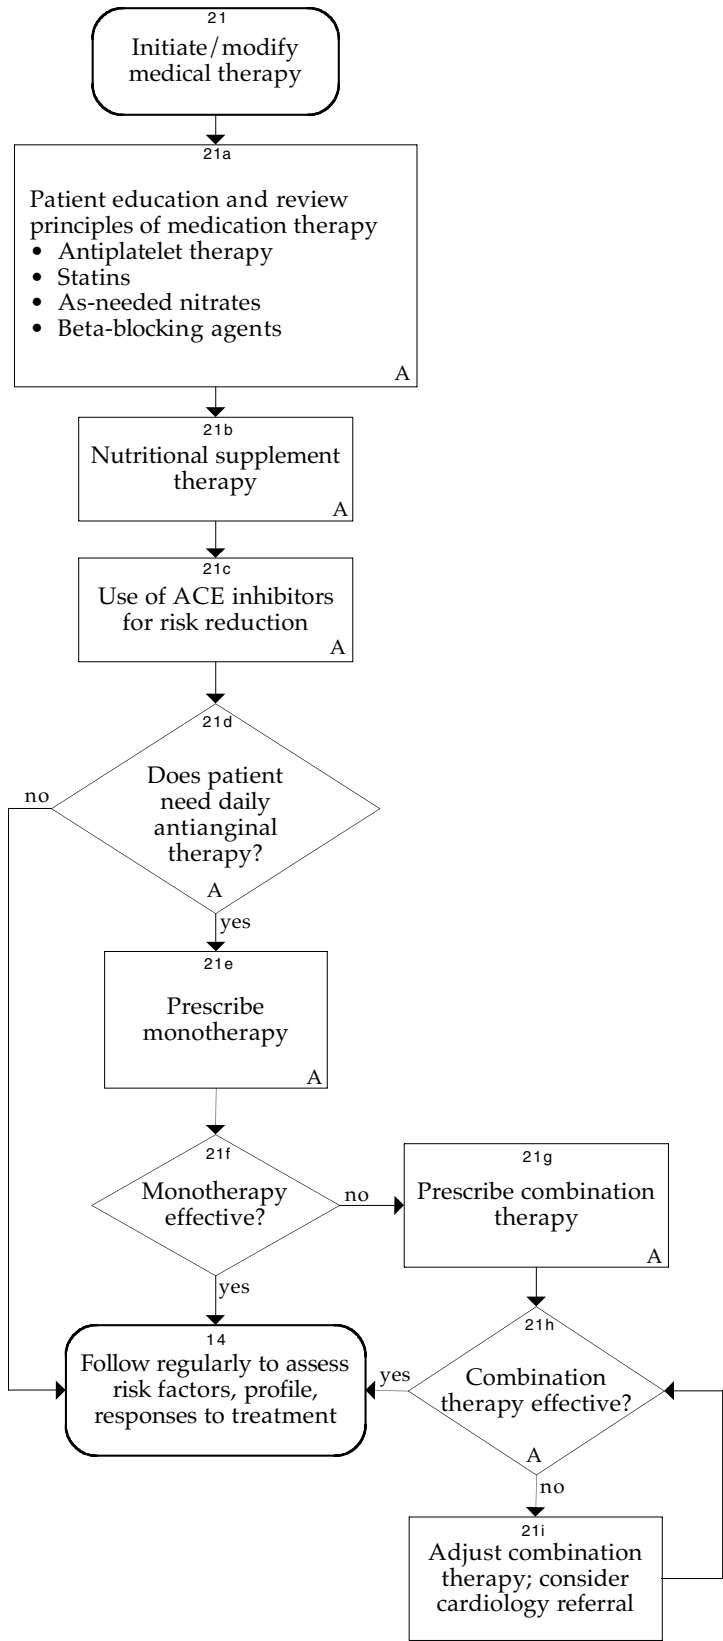 21
Initiate/modify
medical therapy
21a
Patient education and review
principles of medication therapy
• Antiplatelet therapy
• Statins
• As-needed nitrates
• Beta-blocking agents
A
21b
Nutritional supplement
therapy
A
21c
Use of ACE inhibitors
for risk reduction
A
21d
Does patient
need daily
antianginal
therapy?
A
no
yes
21e
Prescribe
monotherapy
A
21f
Monotherapy
effective?
no
yes
21g
Prescribe combination
therapy
A
21h
Combination
therapy effective?
A
yes
no
14
Follow regularly to assess
risk factors, profile,
responses to treatment
21i
Adjust combination
therapy; consider
cardiology referral